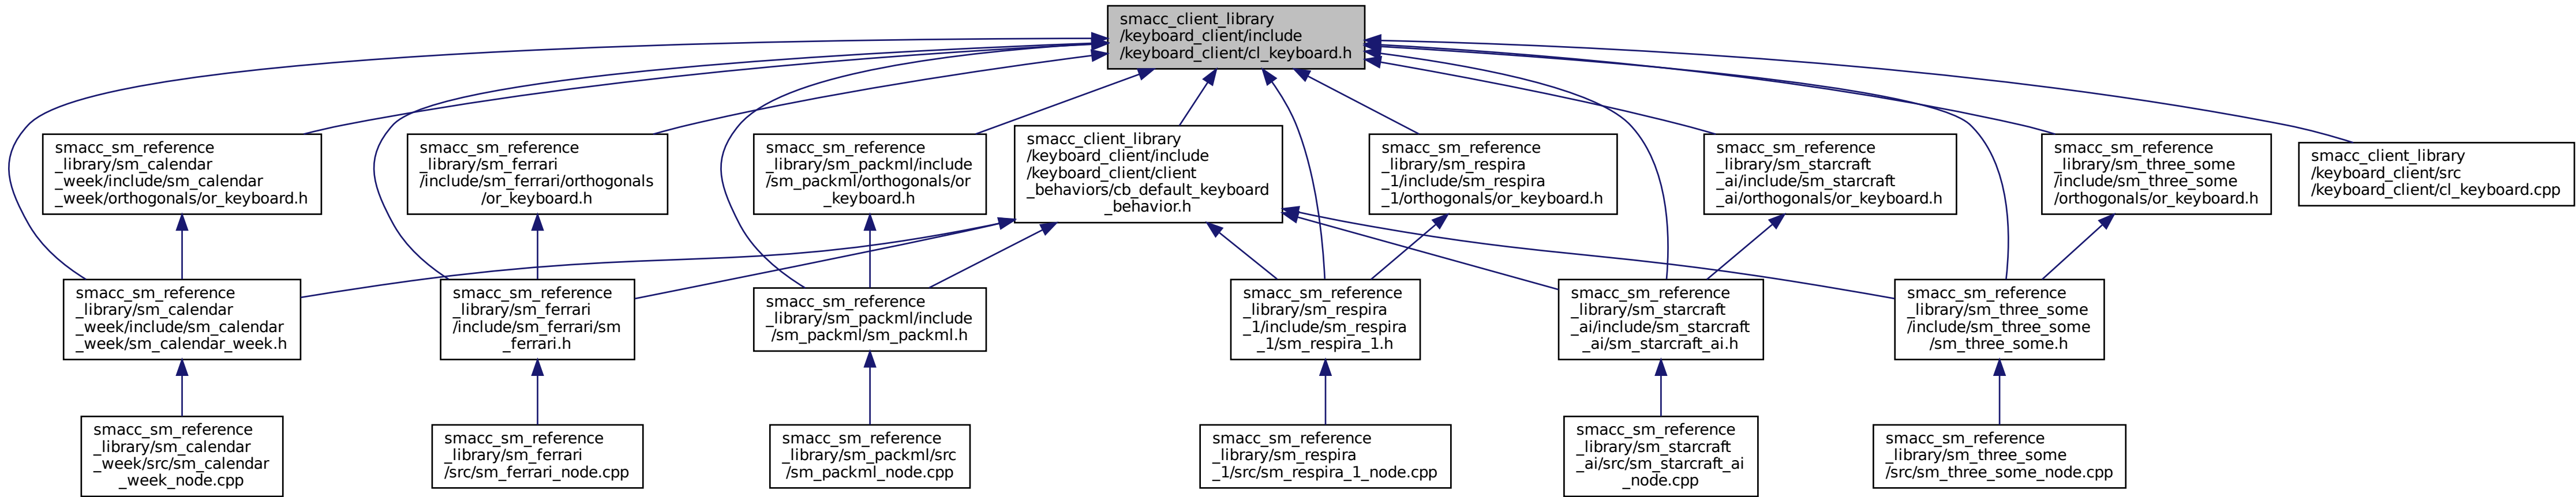 smacc_client_library
/keyboard_client/include
/keyboard_client/cl_keyboard.h
smacc_sm_reference
_library/sm_calendar
_week/include/sm_calendar
_week/orthogonals/or_keyboard.h
smacc_sm_reference
_library/sm_ferrari
/include/sm_ferrari/orthogonals
/or_keyboard.h
smacc_sm_reference
_library/sm_packml/include
/sm_packml/orthogonals/or
_keyboard.h
smacc_client_library
/keyboard_client/include
/keyboard_client/client
_behaviors/cb_default_keyboard
_behavior.h
smacc_sm_reference
_library/sm_respira
_1/include/sm_respira
_1/orthogonals/or_keyboard.h
smacc_sm_reference
_library/sm_starcraft
_ai/include/sm_starcraft
_ai/orthogonals/or_keyboard.h
smacc_sm_reference
_library/sm_three_some
/include/sm_three_some
/orthogonals/or_keyboard.h
smacc_client_library
/keyboard_client/src
/keyboard_client/cl_keyboard.cpp
smacc_sm_reference
_library/sm_calendar
_week/include/sm_calendar
_week/sm_calendar_week.h
smacc_sm_reference
_library/sm_ferrari
/include/sm_ferrari/sm
_ferrari.h
smacc_sm_reference
_library/sm_packml/include
/sm_packml/sm_packml.h
smacc_sm_reference
_library/sm_respira
_1/include/sm_respira
_1/sm_respira_1.h
smacc_sm_reference
_library/sm_starcraft
_ai/include/sm_starcraft
_ai/sm_starcraft_ai.h
smacc_sm_reference
_library/sm_three_some
/include/sm_three_some
/sm_three_some.h
smacc_sm_reference
_library/sm_calendar
_week/src/sm_calendar
_week_node.cpp
smacc_sm_reference
_library/sm_ferrari
/src/sm_ferrari_node.cpp
smacc_sm_reference
_library/sm_packml/src
/sm_packml_node.cpp
smacc_sm_reference
_library/sm_respira
_1/src/sm_respira_1_node.cpp
smacc_sm_reference
_library/sm_starcraft
_ai/src/sm_starcraft_ai
_node.cpp
smacc_sm_reference
_library/sm_three_some
/src/sm_three_some_node.cpp